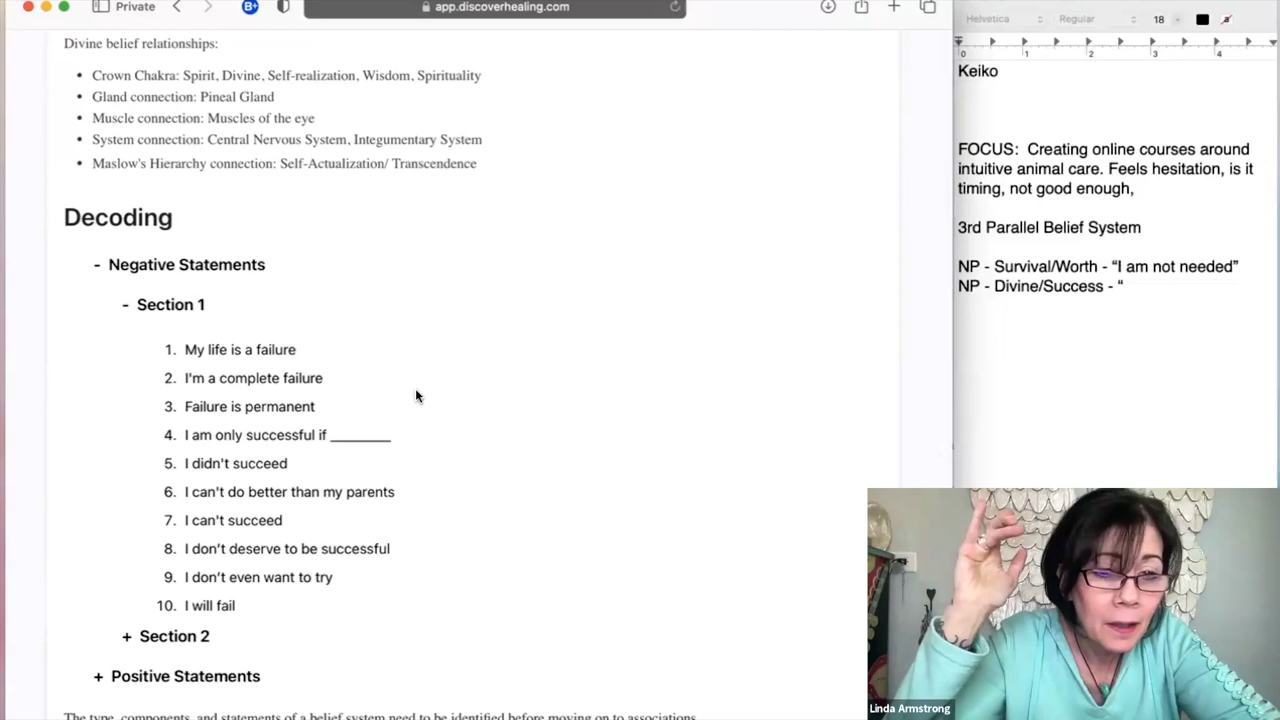 Private
B+
app.discoverhealing.com
Divine belief relationships:
• Crown Chakra: Spirit, Divine, Self-realization, Wisdom, Spirituality
• Gland connection: Pineal Gland
• Muscle connection: Muscles of the eye
• System connection: Central Nervous System, Integumentary System
• Maslow's Hierarchy connection: Self-Actualization/ Transcendence
Decoding
- Negative Statements
- Section 1
1. My life is a failure
2. I'm a complete failure
3. Failure is permanent
4. I am only successful if ________
5. I didn't succeed
6. I can't do better than my parents
7. I can't succeed
8. I don't deserve to be successful
9. I don't even want to try
10. I will fail
+ Section 2
+ Positive Statements
The type, components, and statements of a belief system need to be identified before moving on to associations
Helvetica Regular 18
0 1 2 3 4
Keiko
FOCUS: Creating online courses around
intuitive animal care. Feels hesitation, is it
timing, not good enough,
3rd Parallel Belief System
NP - Survival/Worth - “I am not needed”
NP - Divine/Success - “
Linda Armstrong